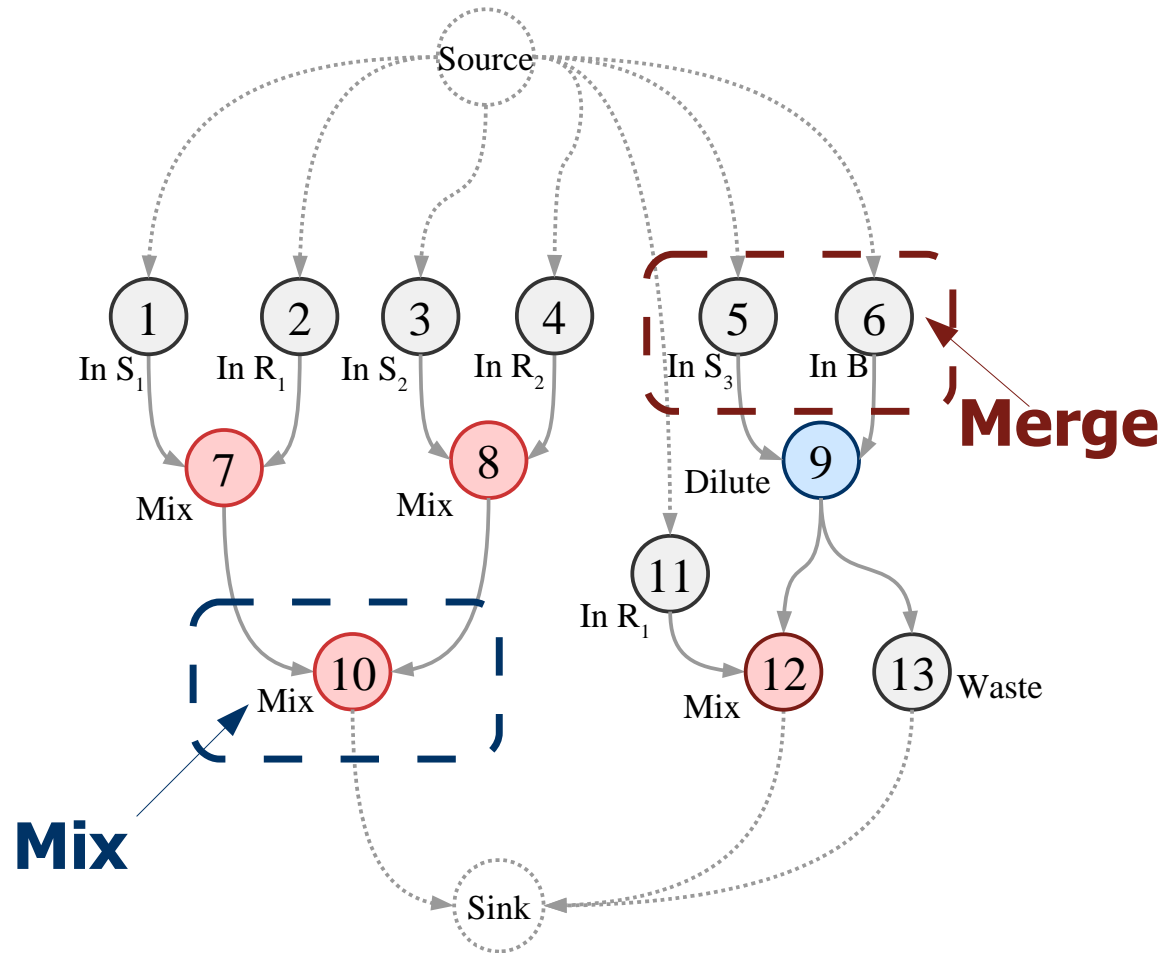 Source
1
2
3
4
5
6
In S₁
In R₁
In S₂
In R₂
In S₃
In B
Merge
7
8
9
Mix
Mix
Dilute
11
In R₁
10
12
13
Mix
Mix
Waste
Mix
Sink